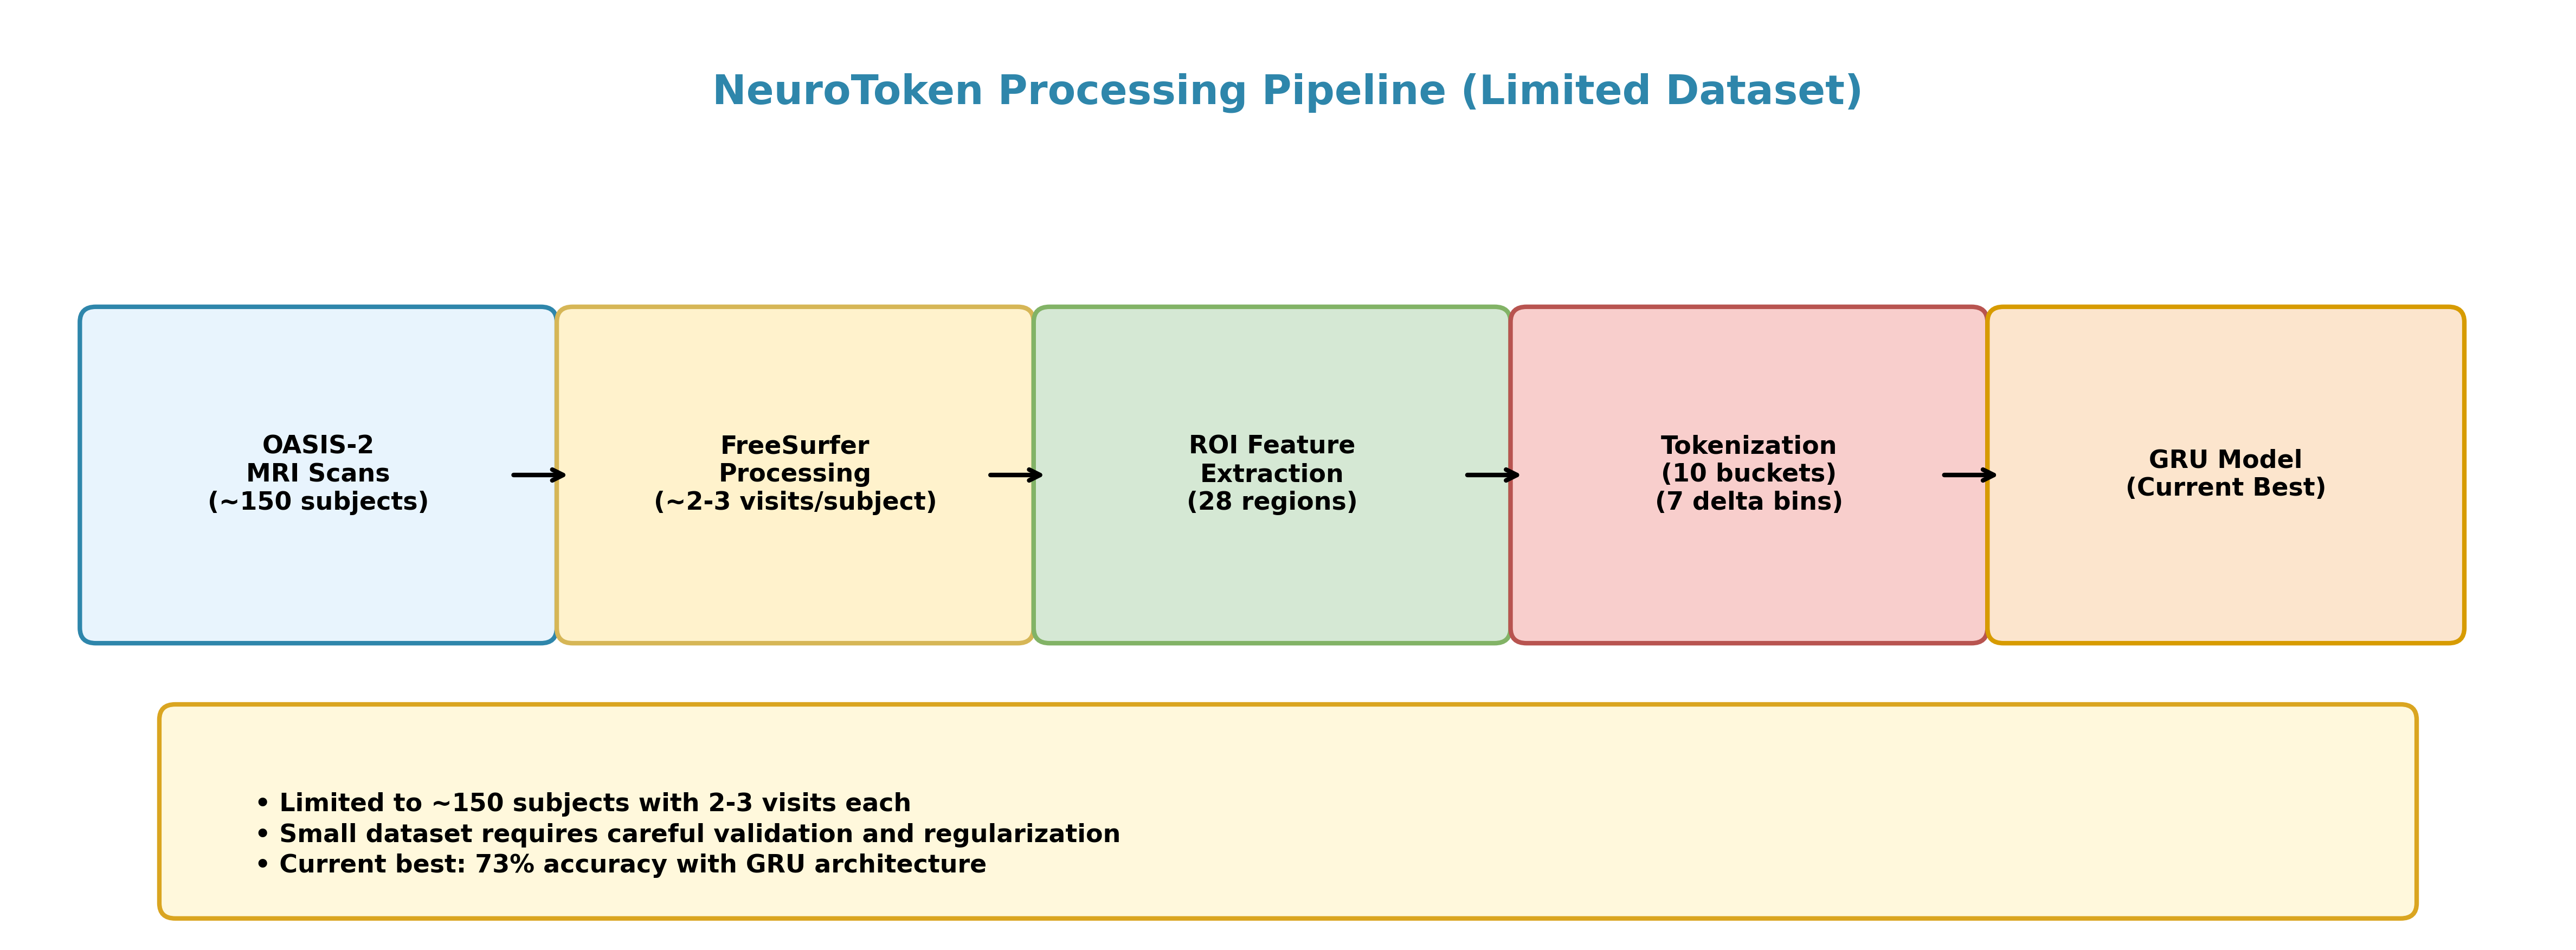 NeuroToken Processing Pipeline (Limited Dataset)
OASIS-2
MRI Scans
(~150 subjects)
FreeSurfer
Processing
(~2-3 visits/subject)
ROI Feature
Extraction
(28 regions)
Tokenization
(10 buckets)
(7 delta bins)
GRU Model
(Current Best)
• Limited to ~150 subjects with 2-3 visits each
• Small dataset requires careful validation and regularization
• Current best: 73% accuracy with GRU architecture